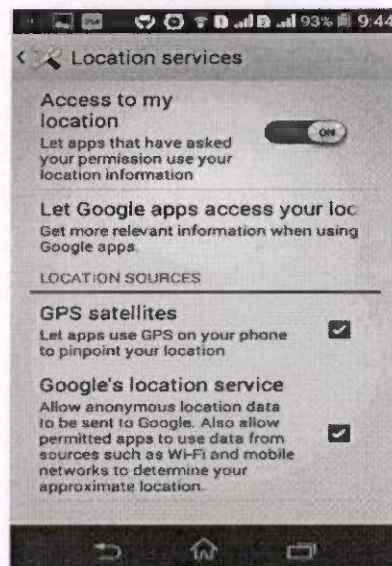 93% 9:44
Location services
Access to my
location
ON
Let apps that have asked
your permission use your
location information
Let Google apps access your loc
Get more relevant information when using
Google apps
LOCATION SOURCES
GPS satellites
Let apps use GPS on your phone
to pinpoint your location
Google's location service
Allow anonymous location data
to be sent to Google. Also allow
permitted apps to use data from
sources such as Wi-Fi and mobile
networks to determine your
approximate location.